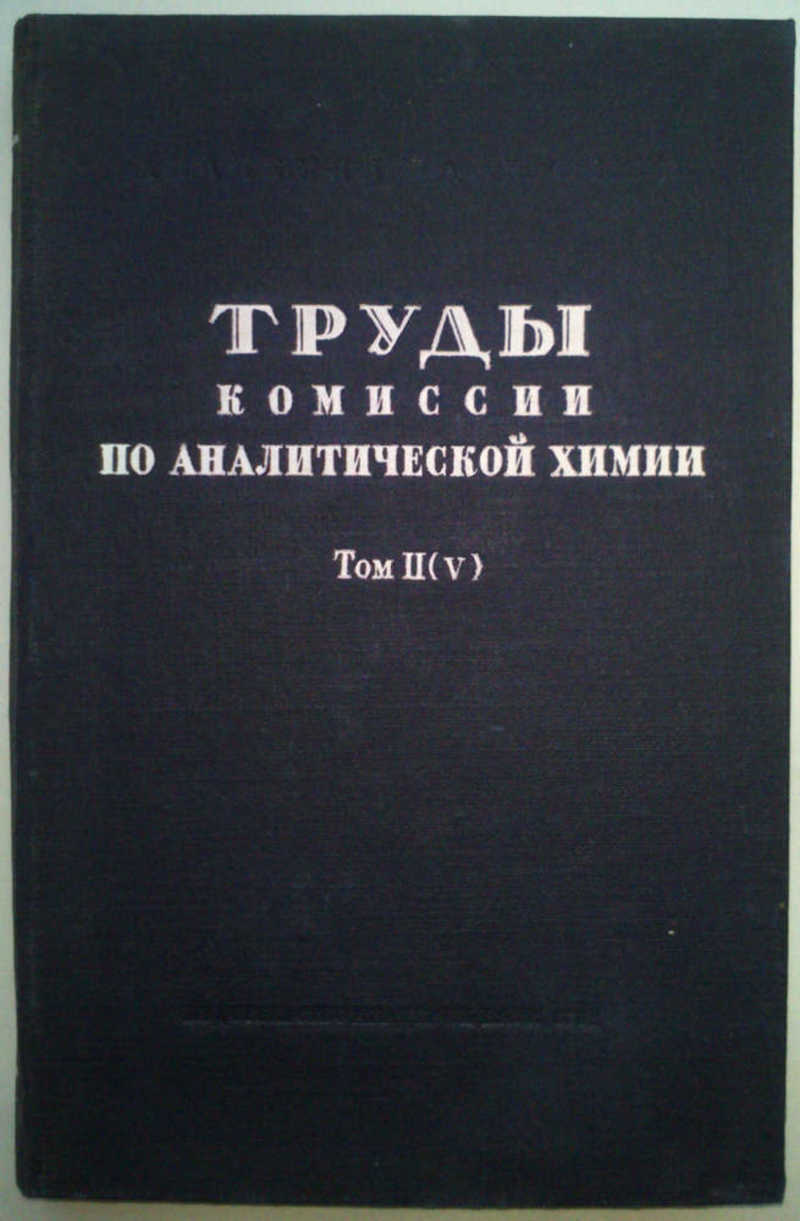 ТРУДЫ
КОМИССИИ
ПО АНАЛИТИЧЕСКОЙ ХИМИИ
Том II(V)